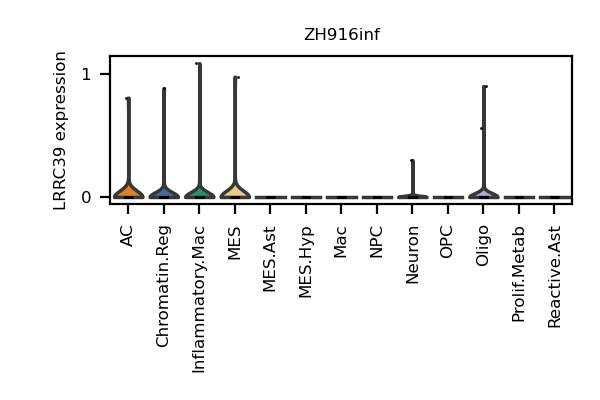 ZH916inf
LRRC39 expression
1
0
AC
Chromatin.Reg
Inflammatory.Mac
MES
MES.Ast
MES.Hyp
Mac
NPC
Neuron
OPC
Oligo
Prolif.Metab
Reactive.Ast